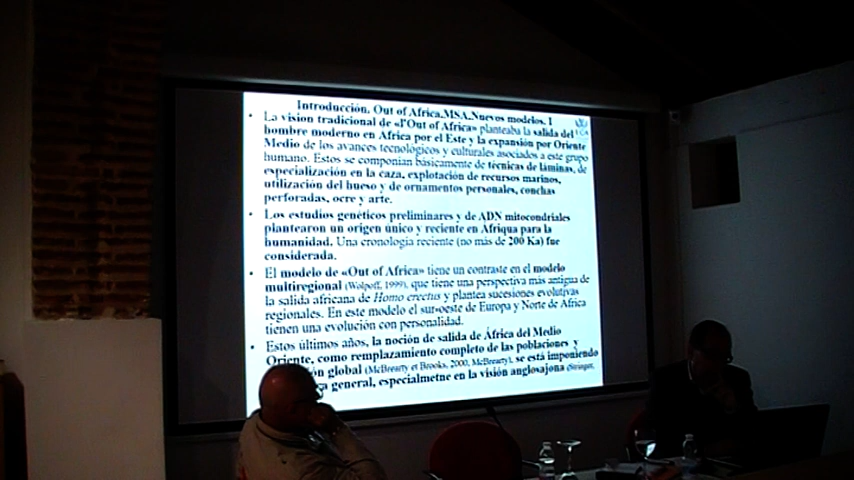 Introducción. Out of Africa.MSA.Nuevos modelos. I
• La vision tradicional de «l'Out of Africa» planteaba la salida del
hombre moderno en Africa por el Este y la expansión por Oriente
Medio de los avances tecnológicos y culturales asociados a este grupo
humano. Estos se componian básicamente de técnicas de láminas, de
especialización en la caza, explotación de recursos marinos,
utilización del hueso y de ornamentos personales, conchas
perforadas, ocre y arte.
• Los estudios genéticos preliminares y de ADN mitocondriales
plantearon un origen único y reciente en Afriqua para la
humanidad. Una cronologia reciente (no más de 200 Ka) fue
considerada.
• El modelo de «Out of Africa» tiene un contraste en el modelo
multiregional (Wolpoff, 1999), que tiene una perspectiva más antigua de
la salida africana de Homo erectus y plantea sucesiones evolutivas
regionales. En este modelo el sur-oeste de Europa y Norte de Africa
tienen una evolución con personalidad.
• Estos últimos años, la noción de salida de África del Medio
Oriente, como remplazamiento completo de las poblaciones y
global (McBrearty et Brooks, 2000, McBrearty), se está imponiendo
general, especialmetne en la visión anglosajona (Stringer,